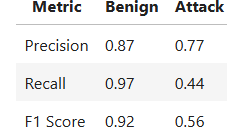 Metric Benign Attack
Precision 0.87 0.77
Recall 0.97 0.44
F1 Score 0.92 0.56